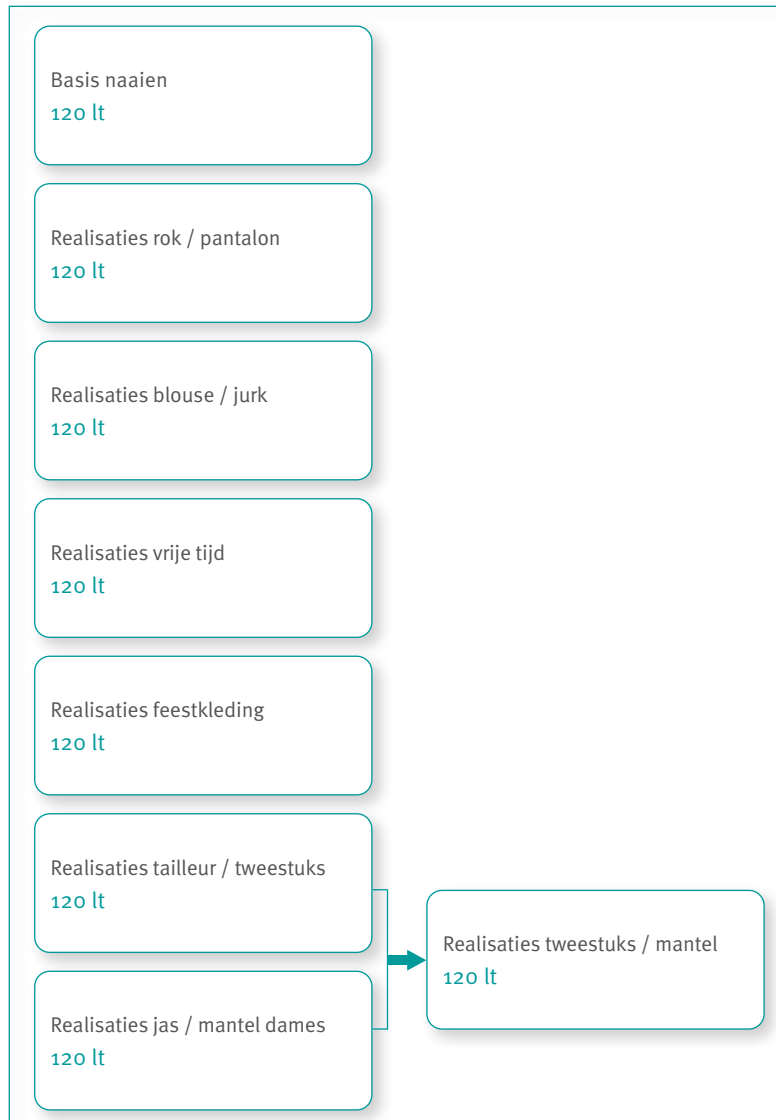 Basis naaien
120 lt
Realisaties rok / pantalon
120 lt
Realisaties blouse / jurk
120 lt
Realisaties vrije tijd
120 lt
Realisaties feestkleding
120 lt
Realisaties tailleur / tweestuks
120 lt
Realisaties jas / mantel dames
120 lt
Realisaties tweestuks / mantel
120 lt